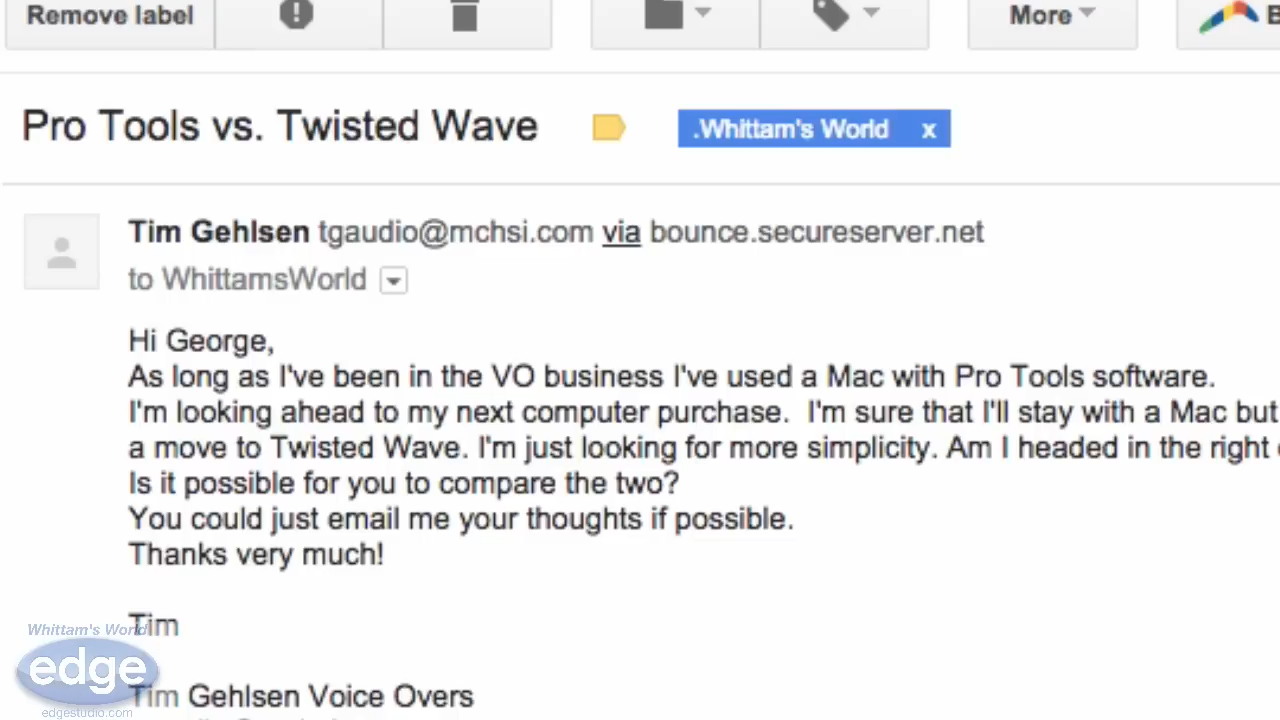 Remove label
More
Pro Tools vs. Twisted Wave
.Whittam's World x
Tim Gehlsen tgaudio@mchsi.com via bounce.secureserver.net
to WhittamsWorld
Hi George,
As long as I've been in the VO business I've used a Mac with Pro Tools software.
I'm looking ahead to my next computer purchase. I'm sure that I'll stay with a Mac but
a move to Twisted Wave. I'm just looking for more simplicity. Am I headed in the right
Is it possible for you to compare the two?
You could just email me your thoughts if possible.
Thanks very much!
Tim
Whittam's World
edge
edgestudio.com
Tim Gehlsen Voice Overs